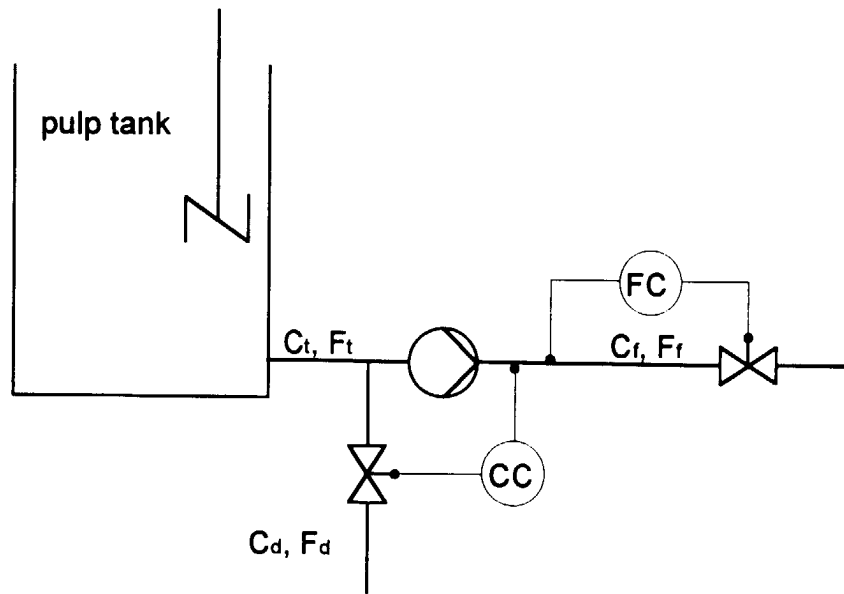 pulp tank
FC
Ct, Ft
Cf, Ff
CC
Cd, Fd